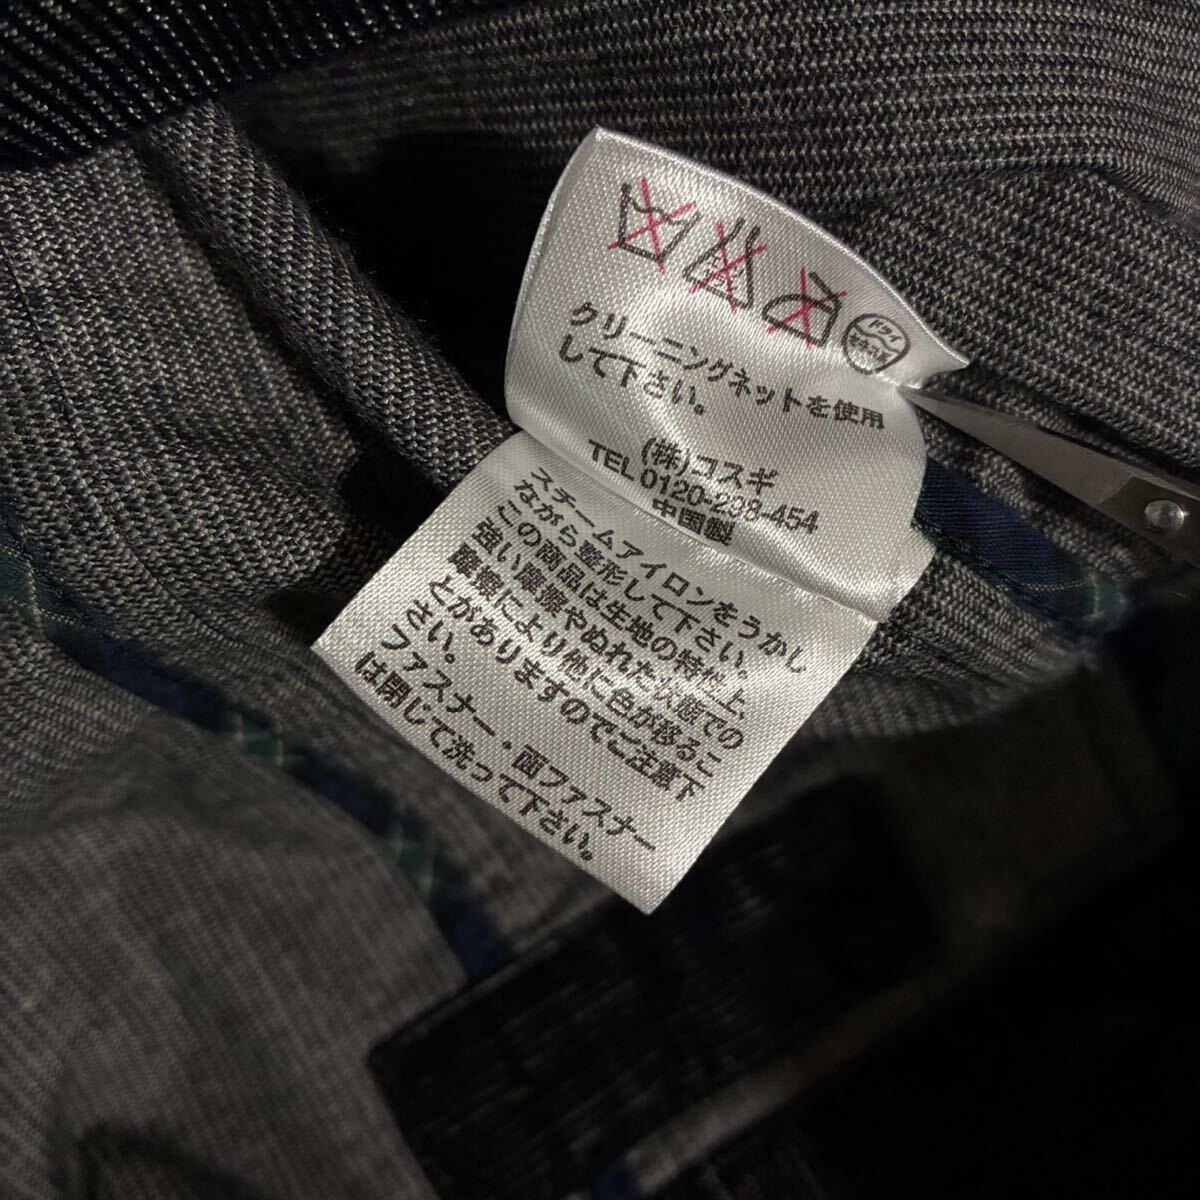 ドライ
クリーニングネットを使用
して下さい。
(株)コスギ
TEL 0120-298-454
中国製
スチームアイロンをうかし
ながら整形して下さい。
この商品は生地の特性上、
強い摩擦やぬれた状態での
摩擦により他に色が移るこ
とがありますのでご注意下
さい。
ファスナー・面ファスナー
は閉じて洗って下さい。